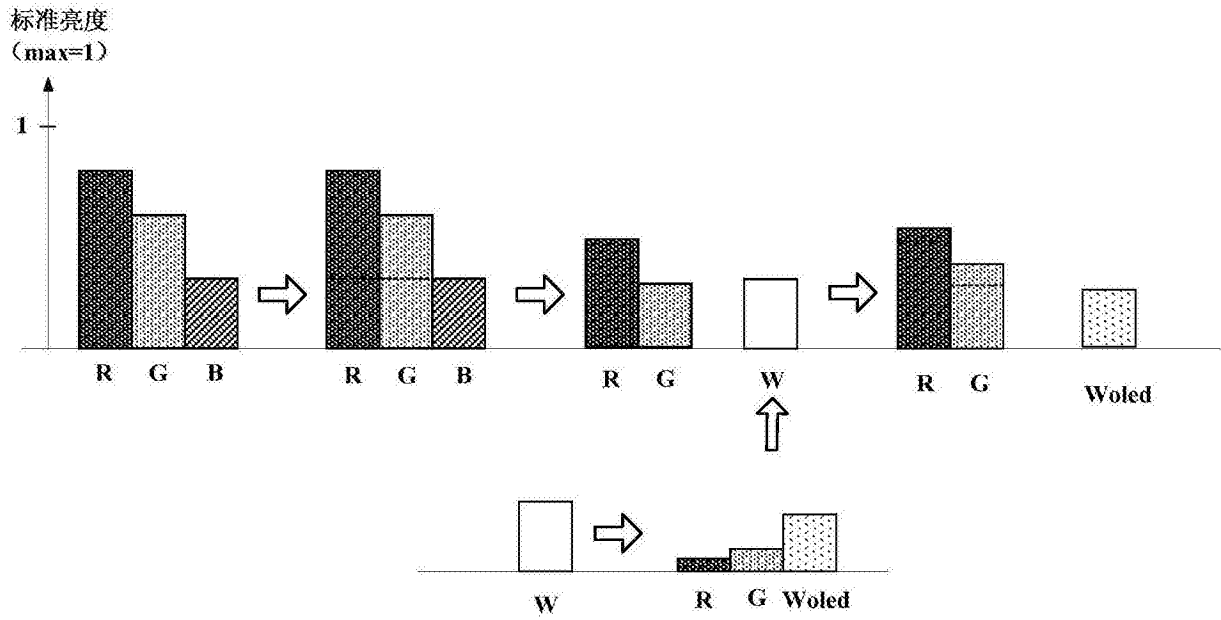 标准亮度
（max=1）
1
R G B
R G B
R G
W
R G
Woled
W
R G Woled